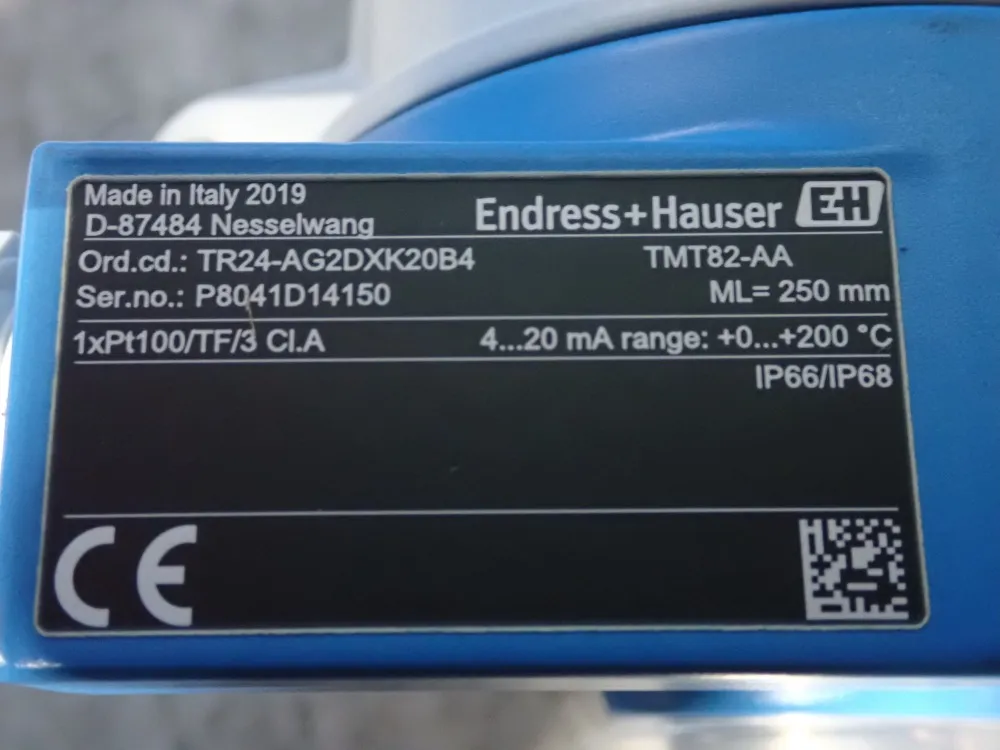 Made in Italy 2019
D-87484 Nesselwang
Endress+Hauser EH
Ord.cd.: TR24-AG2DXK20B4 TMT82-AA
Ser.no.: P8041D14150 ML= 250 mm
1xPt100/TF/3 Cl.A 4...20 mA range: +0...+200 °C
IP66/IP68
CE